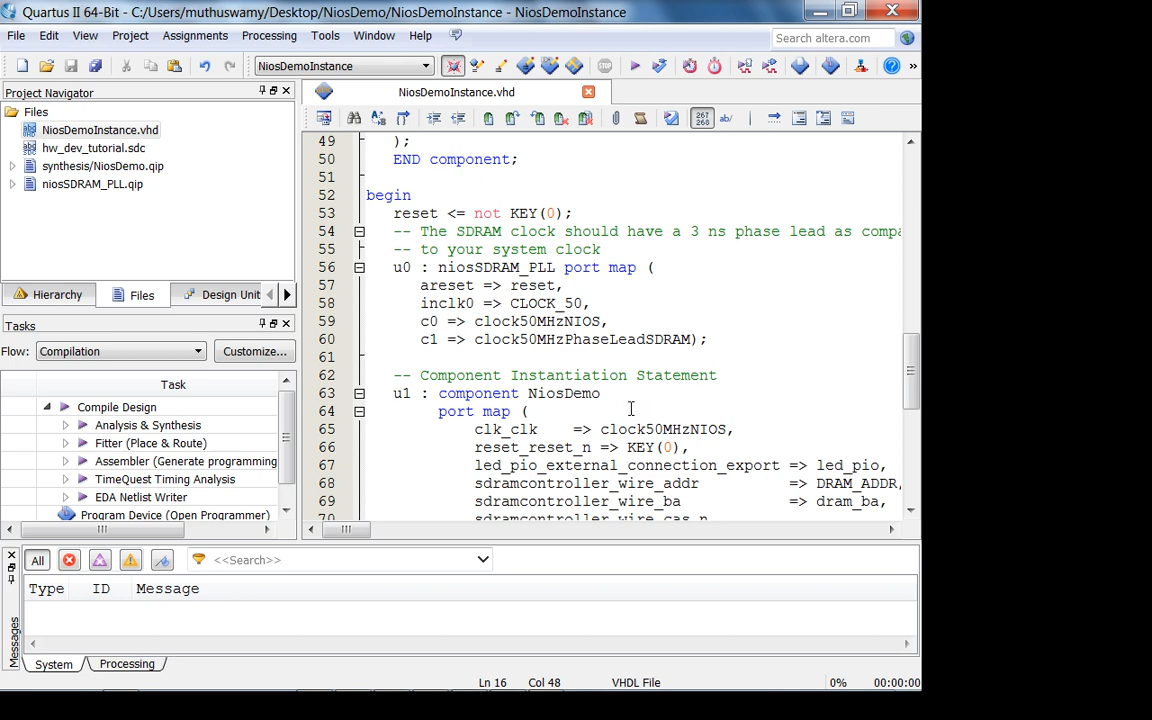 Quartus II 64-Bit - C:/Users/muthuswamy/Desktop/NiosDemo/NiosDemoInstance - NiosDemoInstance
File Edit View Project Assignments Processing Tools Window Help
Search altera.com
NiosDemoInstance
»
Project Navigator
Files
NiosDemoInstance.vhd
hw_dev_tutorial.sdc
synthesis/NiosDemo.qip
niosSDRAM_PLL.qip
Hierarchy Files Design Unit
Tasks
Flow: Compilation Customize...
Task
Compile Design
Analysis & Synthesis
Fitter (Place & Route)
Assembler (Generate programming
TimeQuest Timing Analysis
EDA Netlist Writer
Program Device (Open Programmer)
NiosDemoInstance.vhd
267
268
ab/
49 );
50 END component;
51
52 begin
53 reset <= not KEY(0);
54 -- The SDRAM clock should have a 3 ns phase lead as compa
55 -- to your system clock
56 u0 : niosSDRAM_PLL port map (
57 areset => reset,
58 inclk0 => CLOCK_50,
59 c0 => clock50MHzNIOS,
60 c1 => clock50MHzPhaseLeadSDRAM);
61
62 -- Component Instantiation Statement
63 u1 : component NiosDemo
64 port map (
65 clk_clk => clock50MHzNIOS,
66 reset_reset_n => KEY(0),
67 led_pio_external_connection_export => led_pio,
68 sdramcontroller_wire_addr => DRAM_ADDR,
69 sdramcontroller_wire_ba => dram_ba,
70 sdramcontroller_wire_cas_n
All <<Search>>
Type ID Message
Messages
System Processing
Ln 16 Col 48 VHDL File 0% 00:00:00